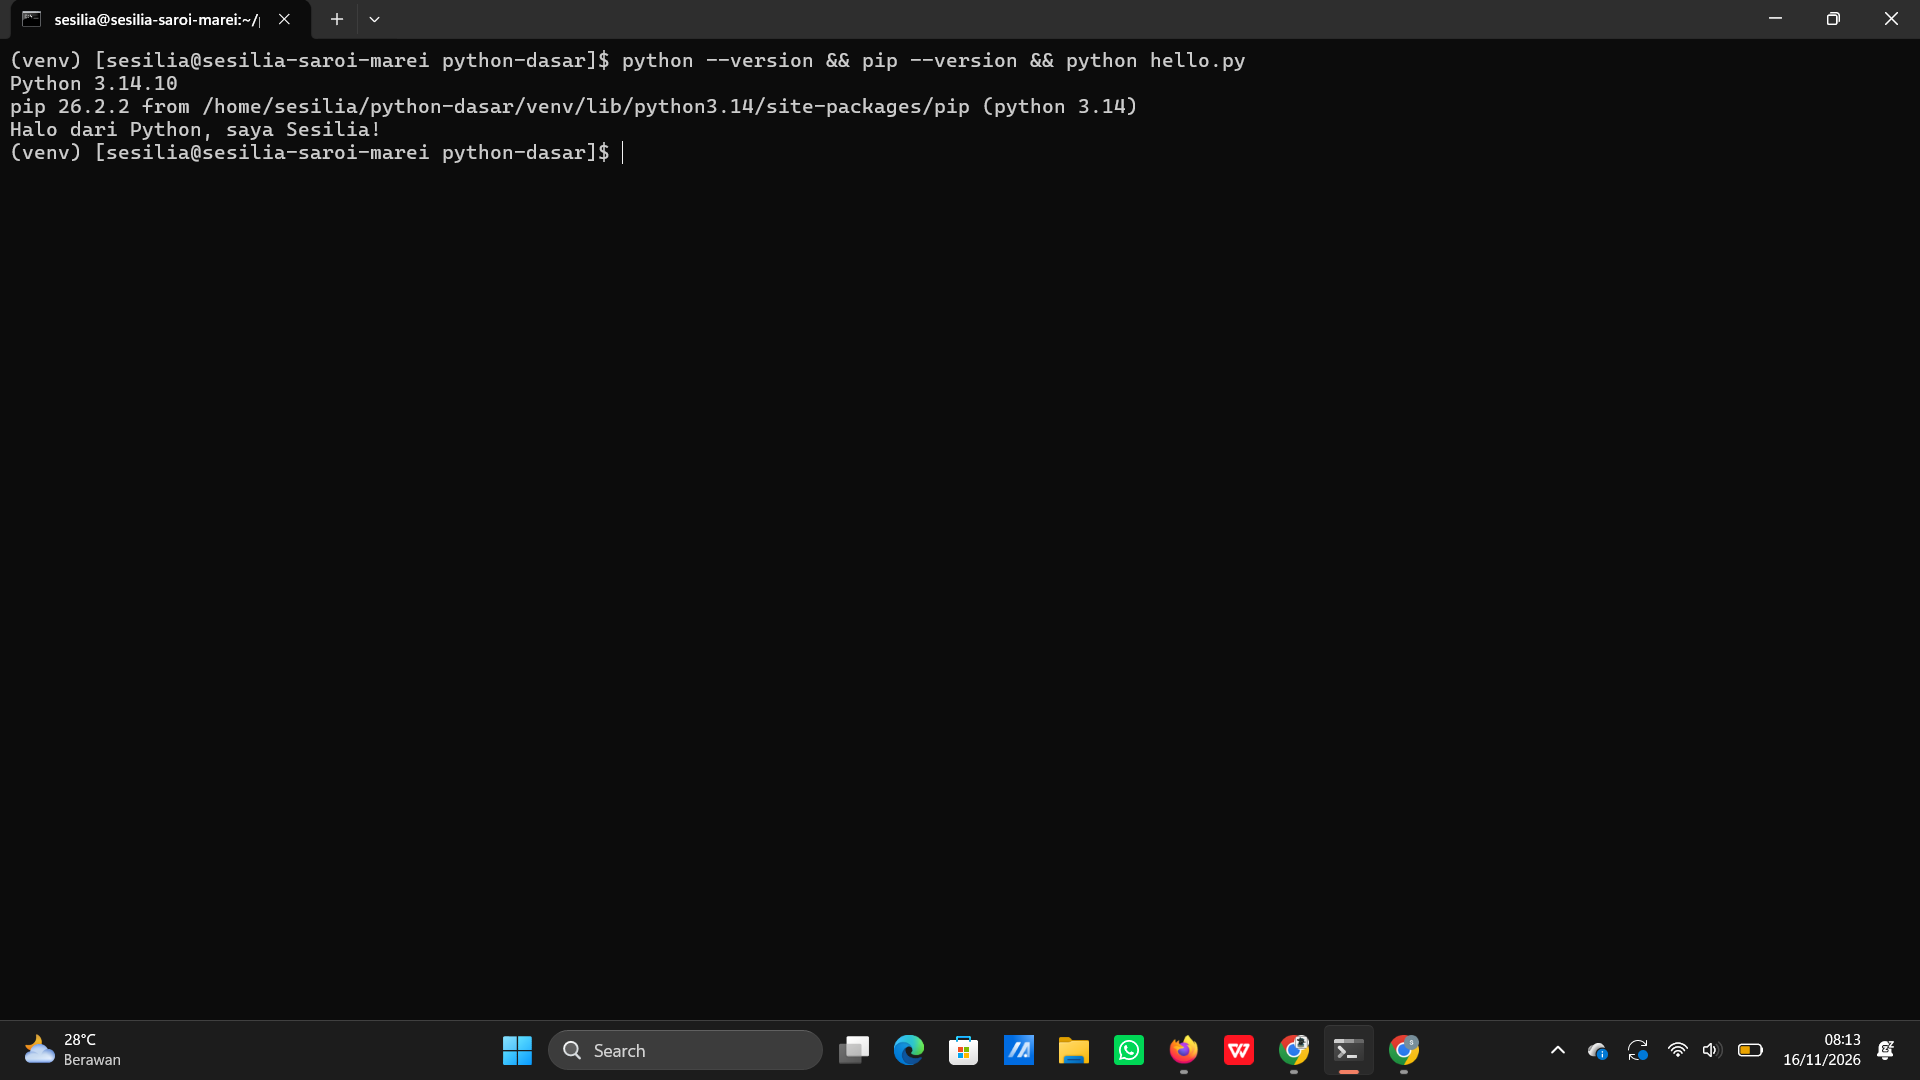 sesilia@sesilia-saroi-marei:~/
(venv) [sesilia@sesilia-saroi-marei python-dasar]$ python --version && pip --version && python hello.py
Python 3.14.10
pip 26.2.2 from /home/sesilia/python-dasar/venv/lib/python3.14/site-packages/pip (python 3.14)
Halo dari Python, saya Sesilia!
(venv) [sesilia@sesilia-saroi-marei python-dasar]$
28°C
Berawan
Search
08:13
16/11/2026